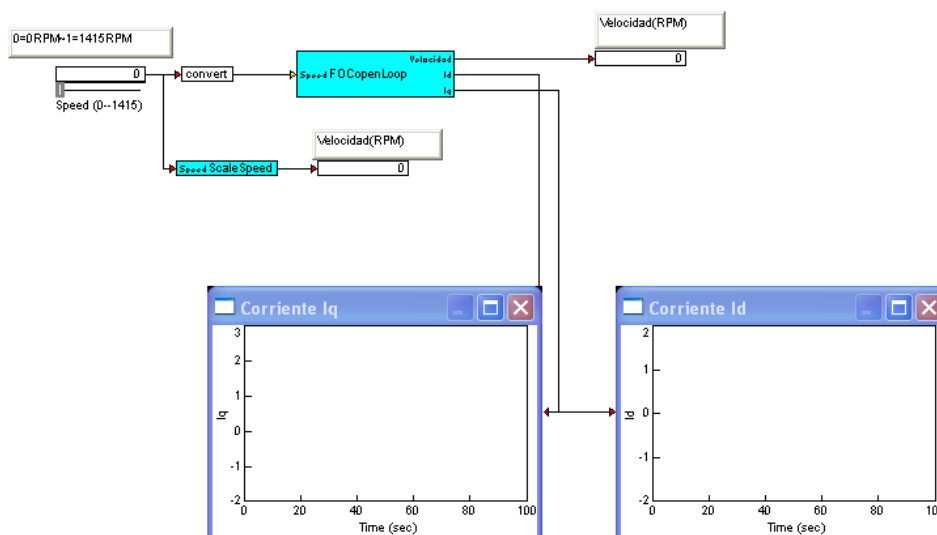 Velocidad(RPM)
0
0=0RPM~1=1415RPM
0
Speed (0--1415)
convert
Speed FOCopenLoop
Velocidad
Id
Iq
Velocidad(RPM)
Speed ScaleSpeed
0
Corriente Iq
3
2
1
0
-1
-2
Iq
0
20
40
60
80
100
Time (sec)
Corriente Id
2
1
0
-1
-2
Id
0
20
40
60
80
100
Time (sec)